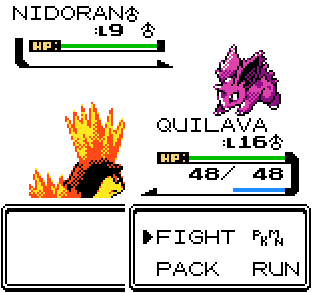 NIDORAN♂
:L9 ♂
HP:
QUILAVA
:L16♂
HP:
48/ 48
▶FIGHT PKMN
PACK RUN